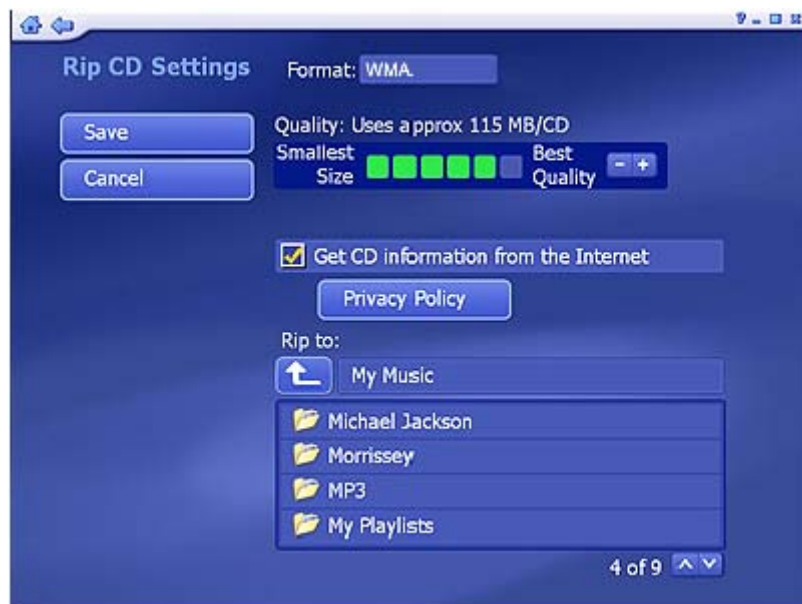 Rip CD Settings
Format: WMA.
Save
Cancel
Quality: Uses approx 115 MB/CD
Smallest Size
Best Quality
- +
Get CD information from the Internet
Privacy Policy
Rip to:
My Music
Michael Jackson
Morrissey
MP3
My Playlists
4 of 9